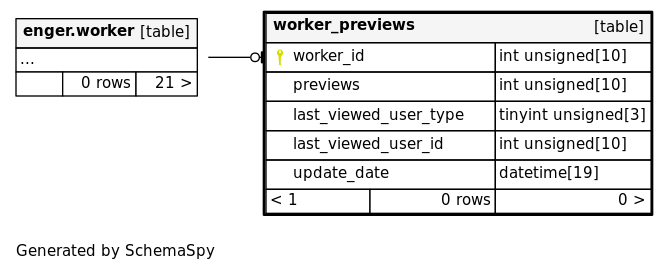 enger.worker [table]
...
0 rows 21 >
worker_previews [table]
worker_id int unsigned[10]
previews int unsigned[10]
last_viewed_user_type tinyint unsigned[3]
last_viewed_user_id int unsigned[10]
update_date datetime[19]
< 1 0 rows 0 >
Generated by SchemaSpy